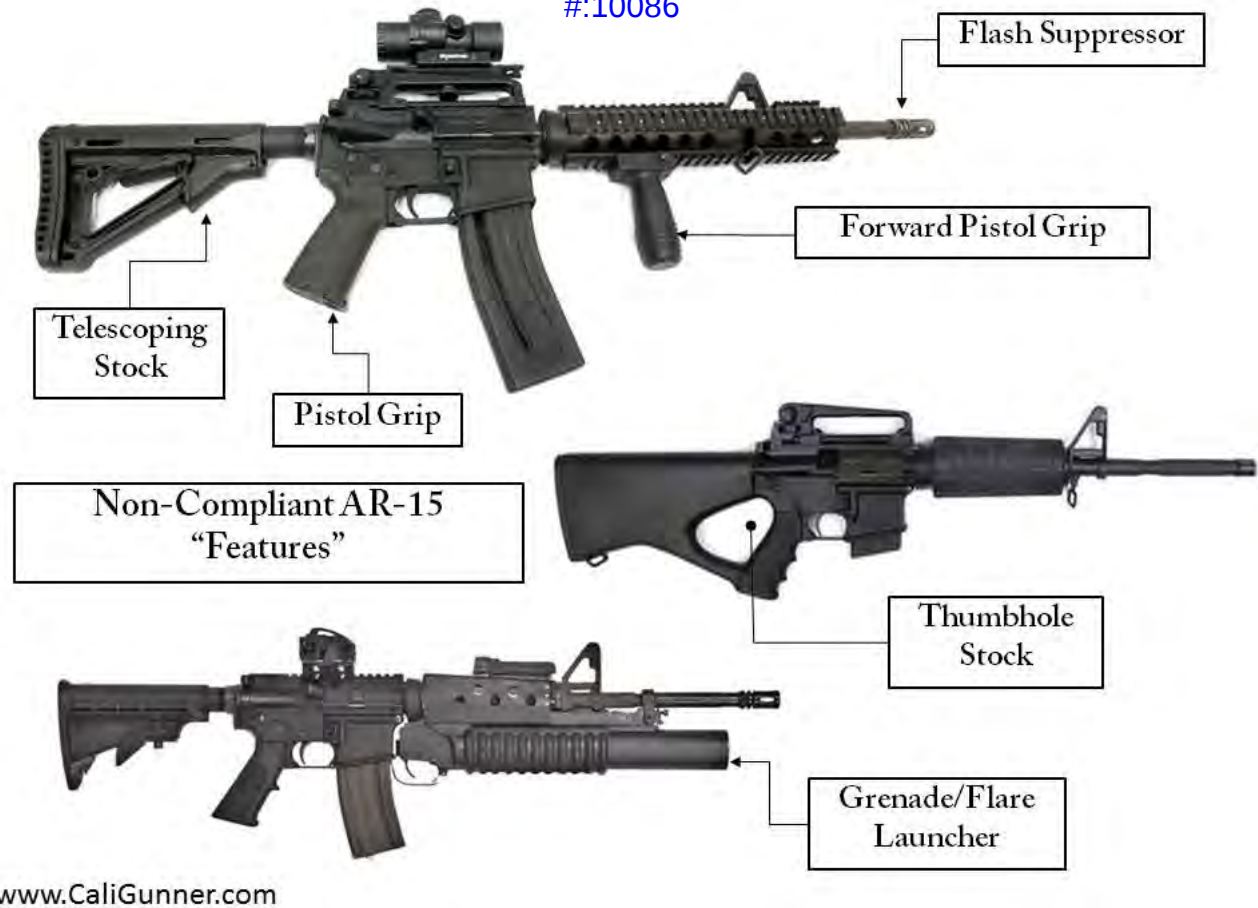 #:10086
Flash Suppressor
Forward Pistol Grip
Telescoping
Stock
Pistol Grip
Non-Compliant AR-15
“Features”
Thumbhole
Stock
Grenade/Flare
Launcher
www.CaliGunner.com